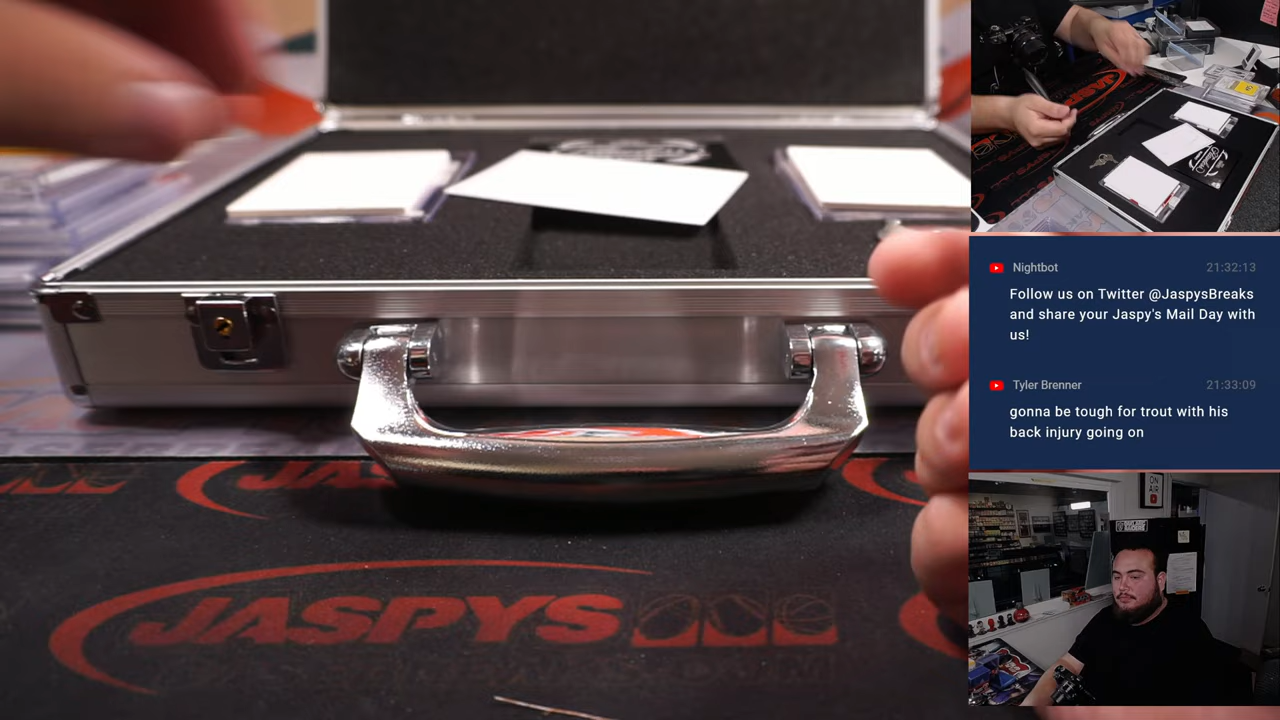 JASPYS
Nightbot
21:32:13
Follow us on Twitter @JaspysBreaks
and share your Jaspy's Mail Day with
us!
Tyler Brenner
21:33:09
gonna be tough for trout with his
back injury going on
ON
AIR